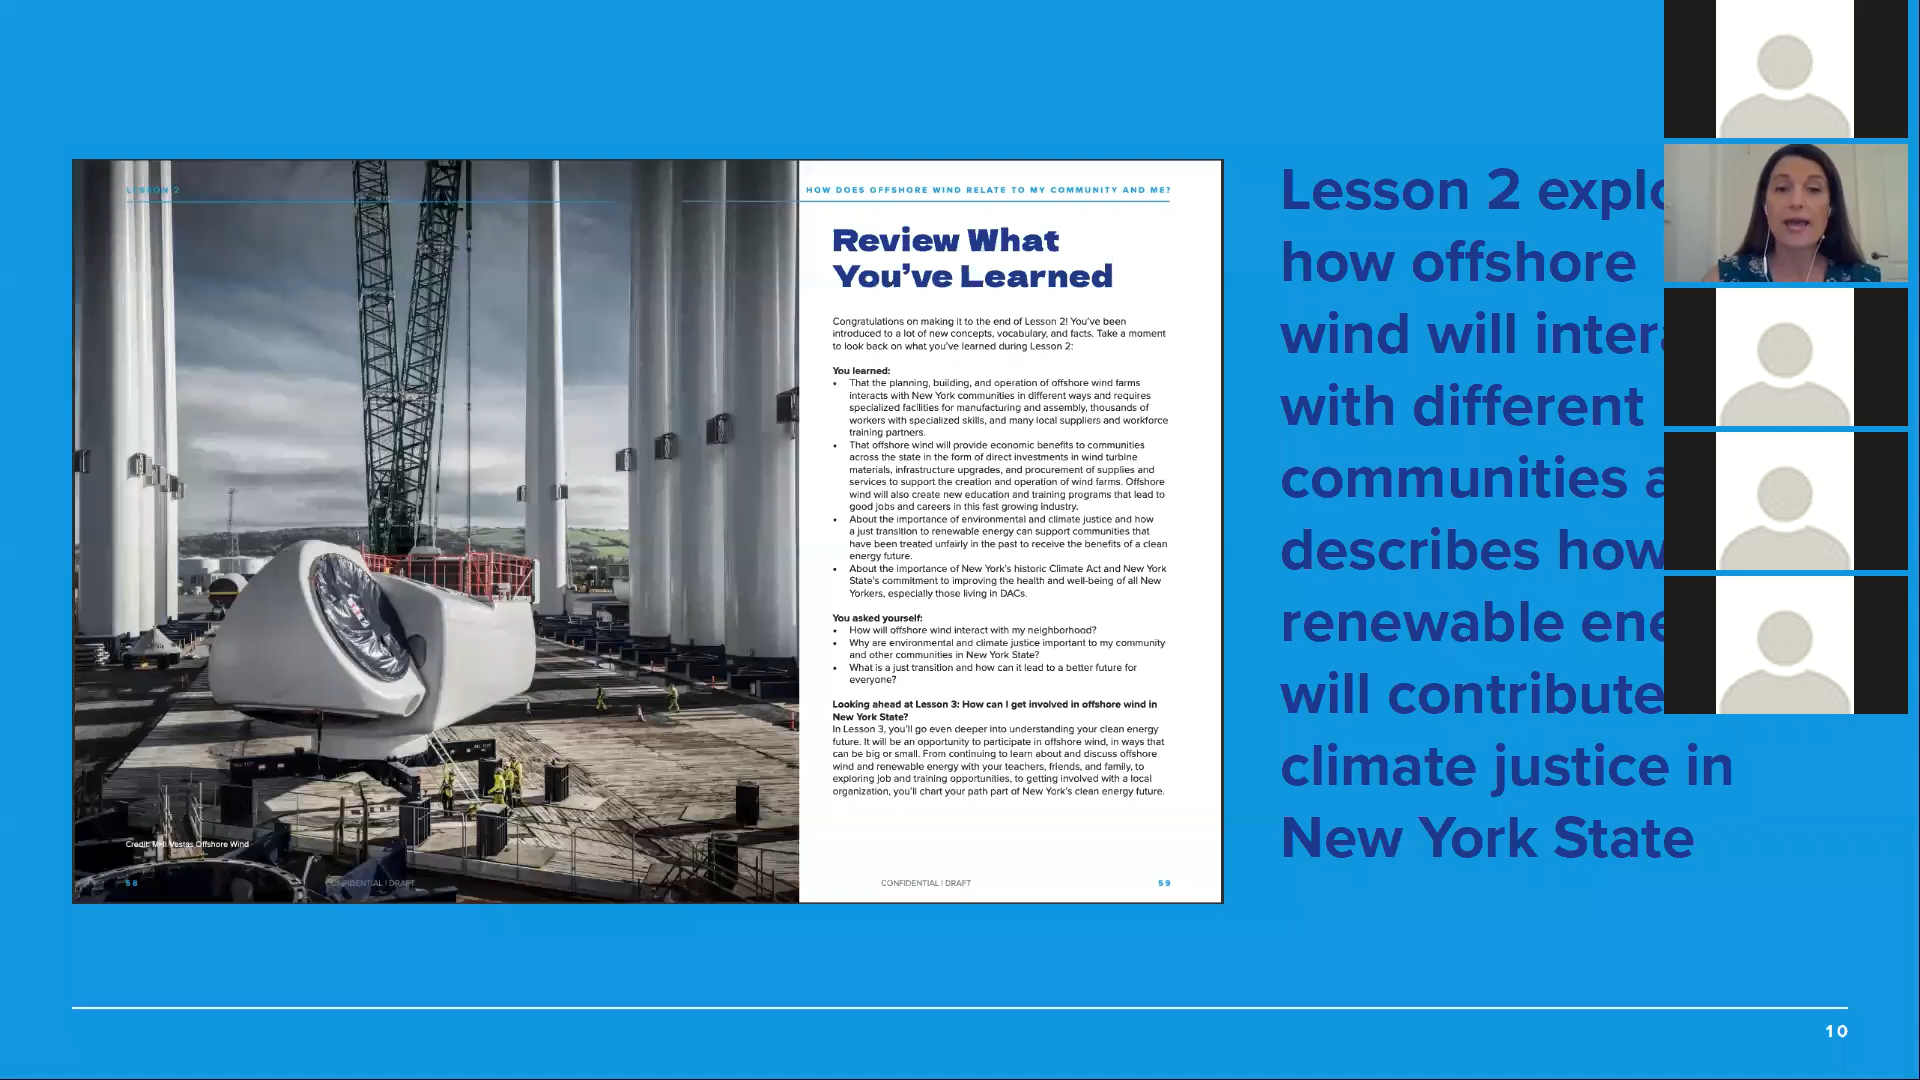 LESSON 2
HOW DOES OFFSHORE WIND RELATE TO MY COMMUNITY AND ME?
Review What
You've Learned
Congratulations on making it to the end of Lesson 2! You've been
introduced to a lot of new concepts, vocabulary, and facts. Take a moment
to look back on what you've learned during Lesson 2:
You learned:
• That the planning, building, and operation of offshore wind farms
interacts with New York communities in different ways and requires
specialized facilities for manufacturing and assembly, thousands of
workers with specialized skills, and many local suppliers and workforce
training partners.
• That offshore wind will provide economic benefits to communities
across the state in the form of direct investments in wind turbine
materials, infrastructure upgrades, and procurement of supplies and
services to support the creation and operation of wind farms. Offshore
wind will also create new education and training programs that lead to
good jobs and careers in this fast growing industry.
• About the importance of environmental and climate justice and how
a just transition to renewable energy can support communities that
have been treated unfairly in the past to receive the benefits of a clean
energy future.
• About the importance of New York's historic Climate Act and New York
State's commitment to improving the health and well-being of all New
Yorkers, especially those living in DACs.
You asked yourself:
• How will offshore wind interact with my neighborhood?
• Why are environmental and climate justice important to my community
and other communities in New York State?
• What is a just transition and how can it lead to a better future for
everyone?
Looking ahead at Lesson 3: How can I get involved in offshore wind in
New York State?
In Lesson 3, you'll go even deeper into understanding your clean energy
future. It will be an opportunity to participate in offshore wind, in ways that
can be big or small. From continuing to learn about and discuss offshore
wind and renewable energy with your teachers, friends, and family, to
exploring job and training opportunities, to getting involved with a local
organization, you'll chart your path part of New York's clean energy future.
Credit: MHI Vestas Offshore Wind
58
CONFIDENTIAL | DRAFT
CONFIDENTIAL | DRAFT
59
Lesson 2
how offshore
wind will
with different
communities
describes how
renewable
will contribute
climate justice in
New York State
10